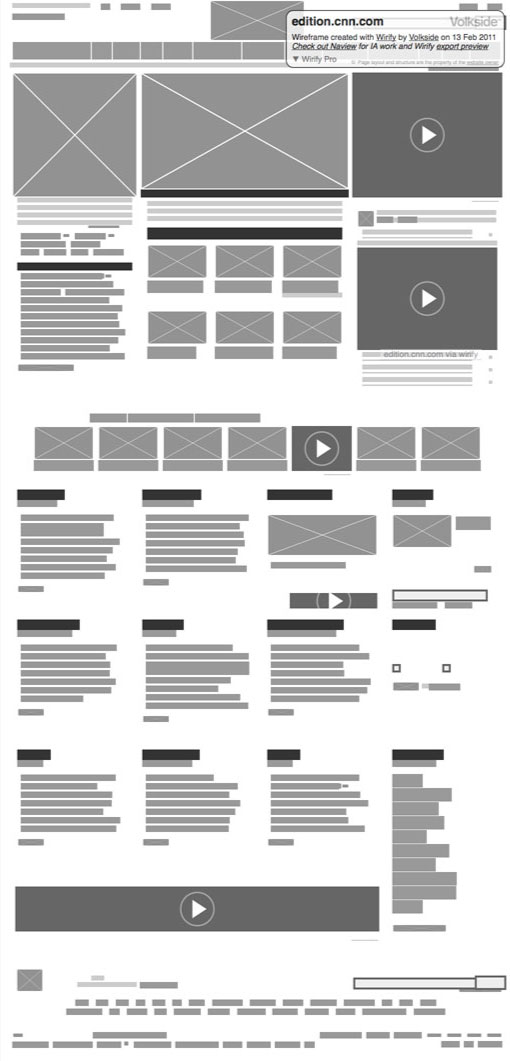 edition.cnn.com
Volkside
Wireframe created with Wirify by Volkside on 13 Feb 2011
Check out Naview for IA work and Wirify export preview
▼ Wirify Pro
©. Page layout and structure are the property of the website owner
edition.cnn.com via wirify